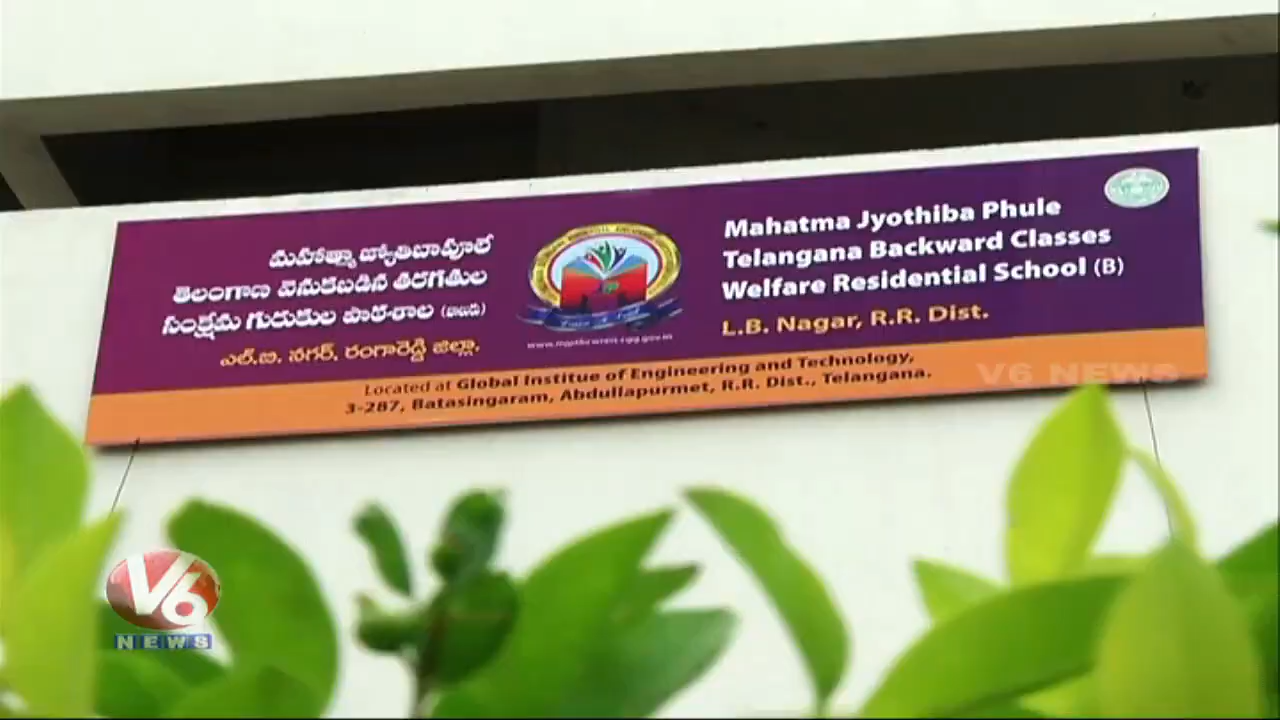 మహాత్మా జ్యోతిబాపూలే
తెలంగాణ వెనుకబడిన తరగతుల
సంక్షేమ గురుకుల పాఠశాల (బాలురు)
ఎల్.బి. నగర్, రంగారెడ్డి జిల్లా.
Mahatma Jyothiba Phule
Telangana Backward Classes
Welfare Residential School (B)
L.B. Nagar, R.R. Dist.
Located at Global Institue of Engineering and Technology,
3-287, Batasingaram, Abdullapurmet, R.R. Dist., Telangana.
V6 NEWS
V6
NEWS